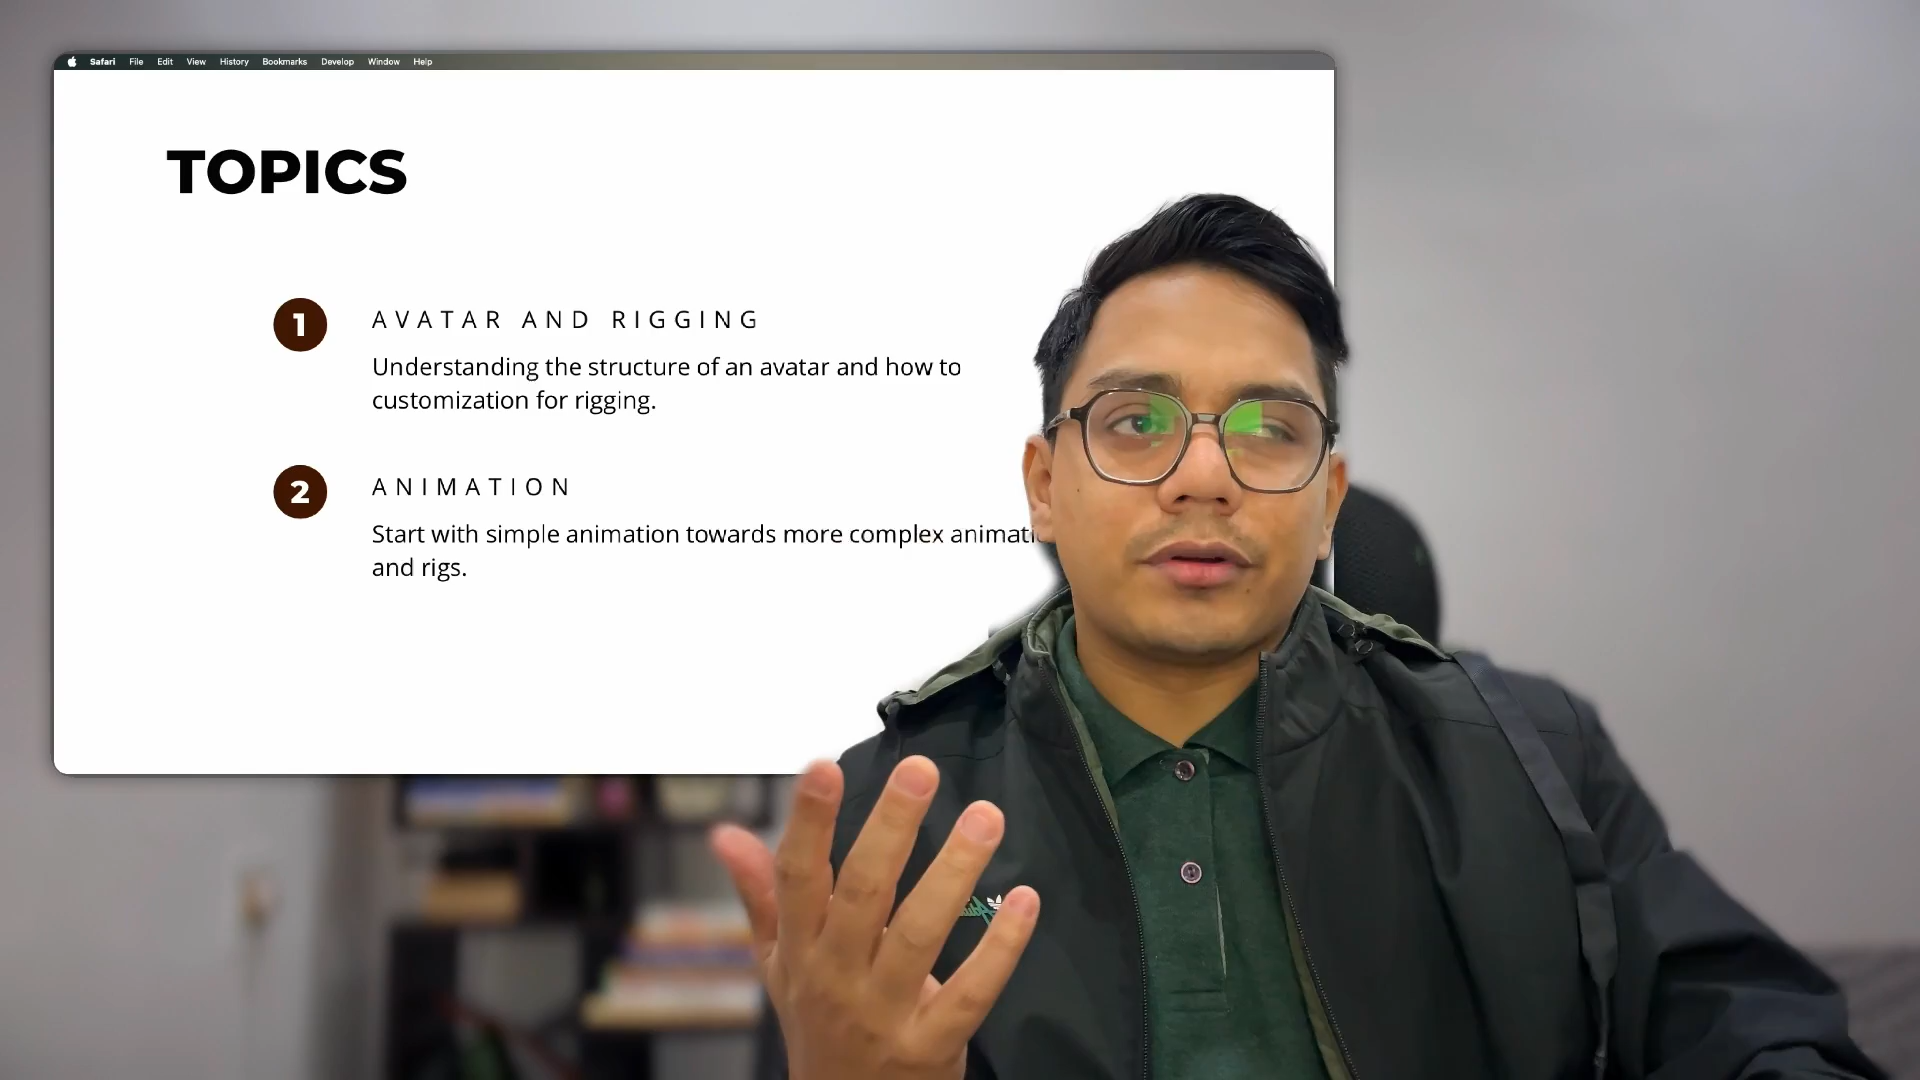 Safari File Edit View History Bookmarks Develop Window Help
TOPICS
1
AVATAR AND RIGGING
Understanding the structure of an avatar and how to
customization for rigging.
2
ANIMATION
Start with simple animation towards more complex
and rigs.